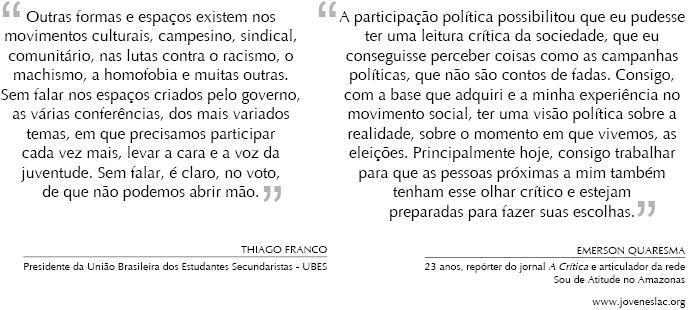 “Outras formas e espaços existem nos
movimentos culturais, campesino, sindical,
comunitário, nas lutas contra o racismo, o
machismo, a homofobia e muitas outras.
Sem falar nos espaços criados pelo governo,
as várias conferências, dos mais variados
temas, em que precisamos participar
cada vez mais, levar a cara e a voz da
juventude. Sem falar, é claro, no voto,
de que não podemos abrir mão.”
THIAGO FRANCO
Presidente da União Brasileira dos Estudantes Secundaristas - UBES
“A participação política possibilitou que eu pudesse
ter uma leitura crítica da sociedade, que eu
conseguisse perceber coisas como as campanhas
políticas, que não são contos de fadas. Consigo,
com a base que adquiri e a minha experiência no
movimento social, ter uma visão política sobre a
realidade, sobre o momento em que vivemos, as
eleições. Principalmente hoje, consigo trabalhar
para que as pessoas próximas a mim também
tenham esse olhar crítico e estejam
preparadas para fazer suas escolhas.”
EMERSON QUARESMA
23 anos, repórter do jornal A Crítica e articulador da rede
Sou de Atitude no Amazonas
www.joveneslac.org